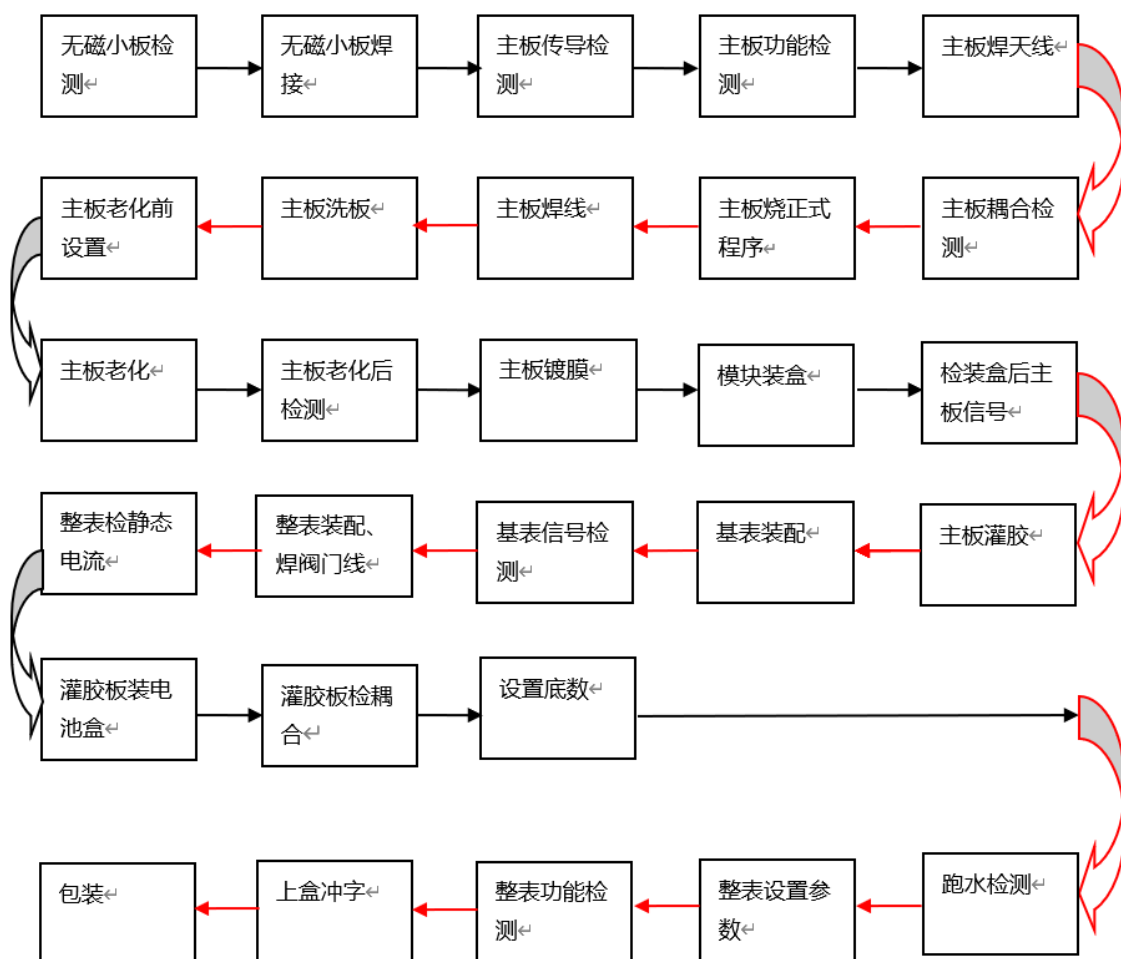 无磁小板检
测↵
无磁小板焊
接↵
主板传导检
测↵
主板功能检
测↵
主板焊天线↵
主板老化前
设置↵
主板洗板↵
主板焊线↵
主板烧正式
程序↵
主板耦合检
测↵
主板老化↵
主板老化后
检测↵
主板镀膜↵
模块装盒↵
检装盒后主
板信号↵
整表检静态
电流↵
整表装配、
焊阀门线↵
基表信号检
测↵
基表装配↵
主板灌胶↵
灌胶板装电
池盒↵
灌胶板检耦
合↵
设置底数↵
包装↵
上盒冲字↵
整表功能检
测↵
整表设置参
数↵
跑水检测↵